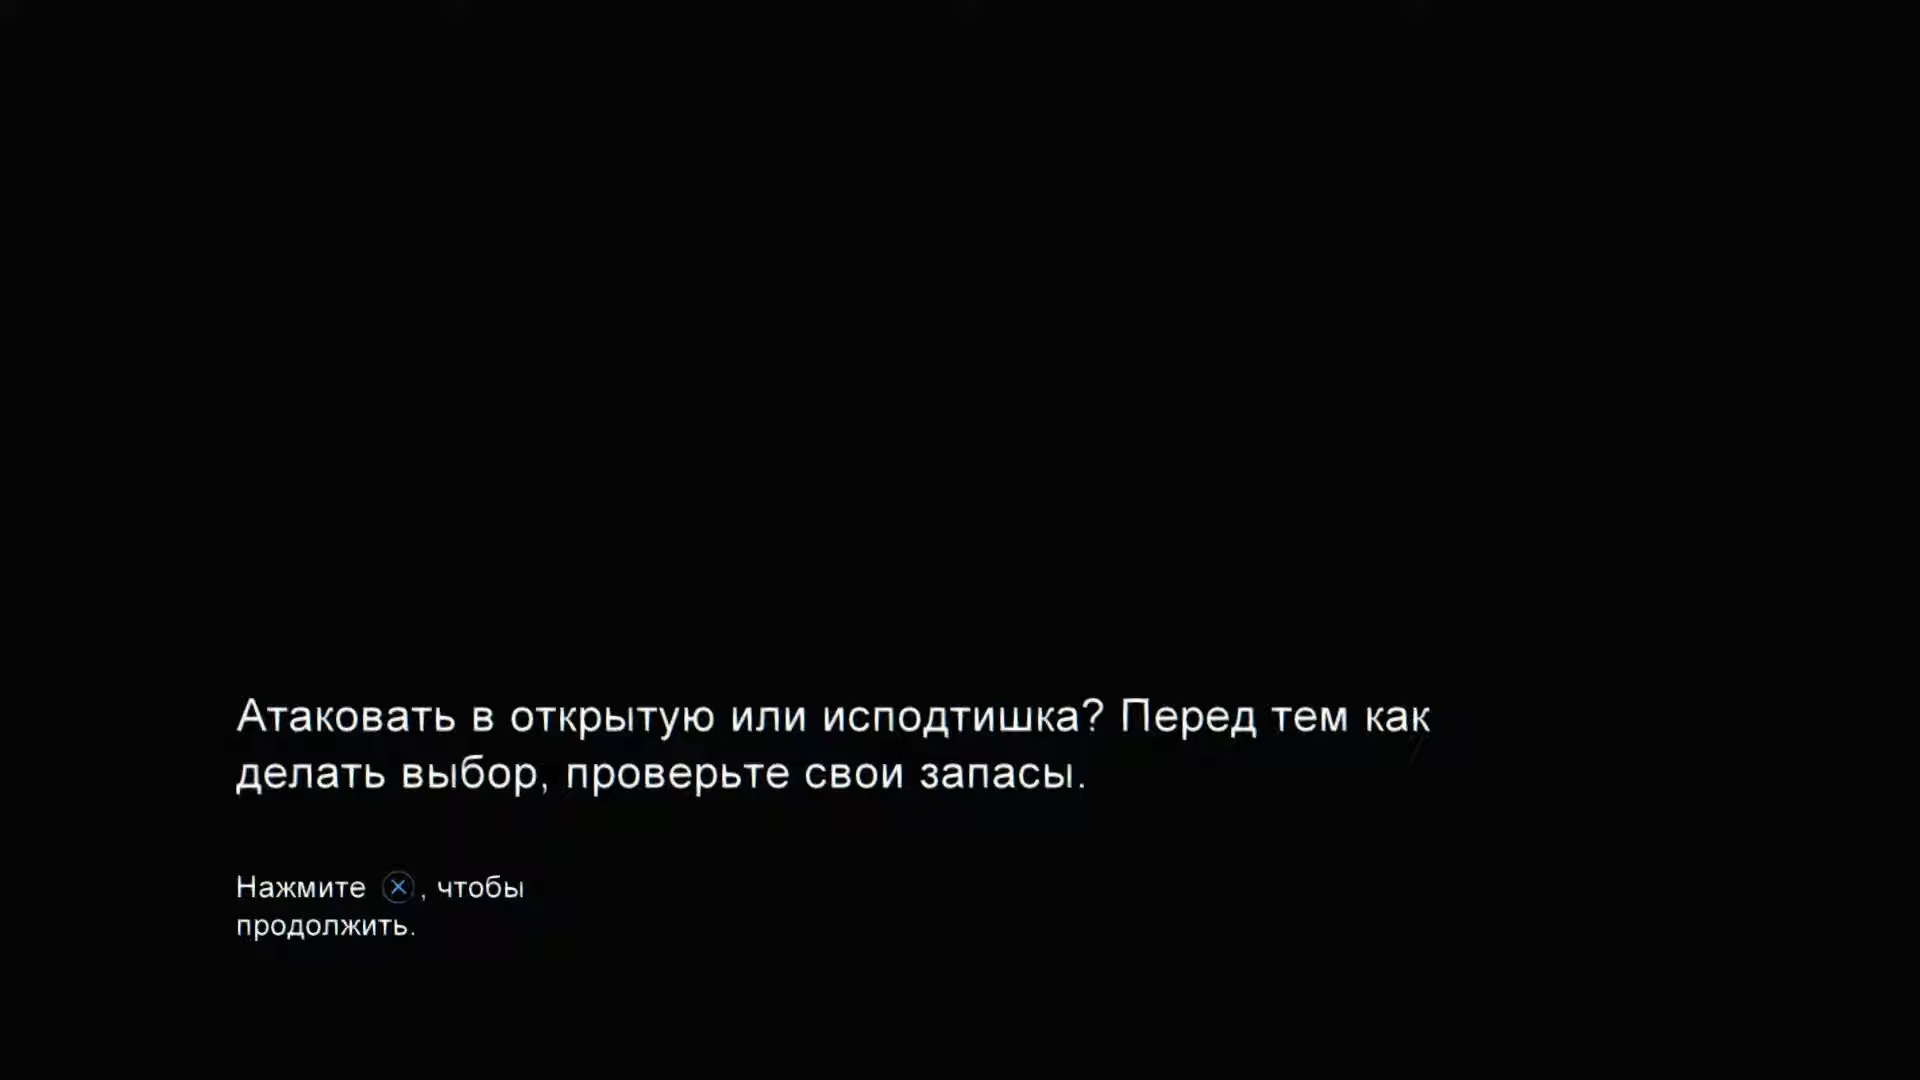 Атаковать в открытую или исподтишка? Перед тем как
делать выбор, проверьте свои запасы.
Нажмите ⓧ, чтобы
продолжить.